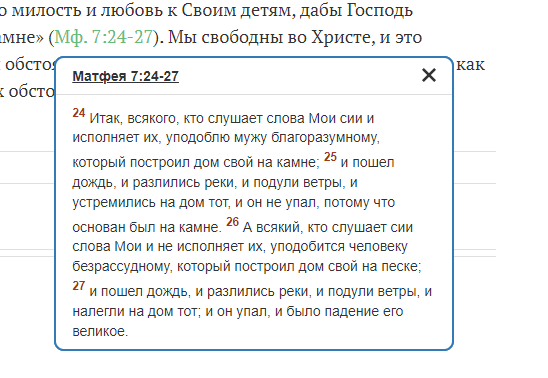 о милость и любовь к Своим детям, дабы Господь
амне» (Мф. 7:24-27). Мы свободны во Христе, и это
обстоя
как
х обсто
Матфея 7:24-27
24 Итак, всякого, кто слушает слова Мои сии и
исполняет их, уподоблю мужу благоразумному,
который построил дом свой на камне; 25 и пошел
дождь, и разлились реки, и подули ветры, и
устремились на дом тот, и он не упал, потому что
основан был на камне. 26 А всякий, кто слушает сии
слова Мои и не исполняет их, уподобится человеку
безрассудному, который построил дом свой на песке;
27 и пошел дождь, и разлились реки, и подули ветры, и
налегли на дом тот; и он упал, и было падение его
великое.